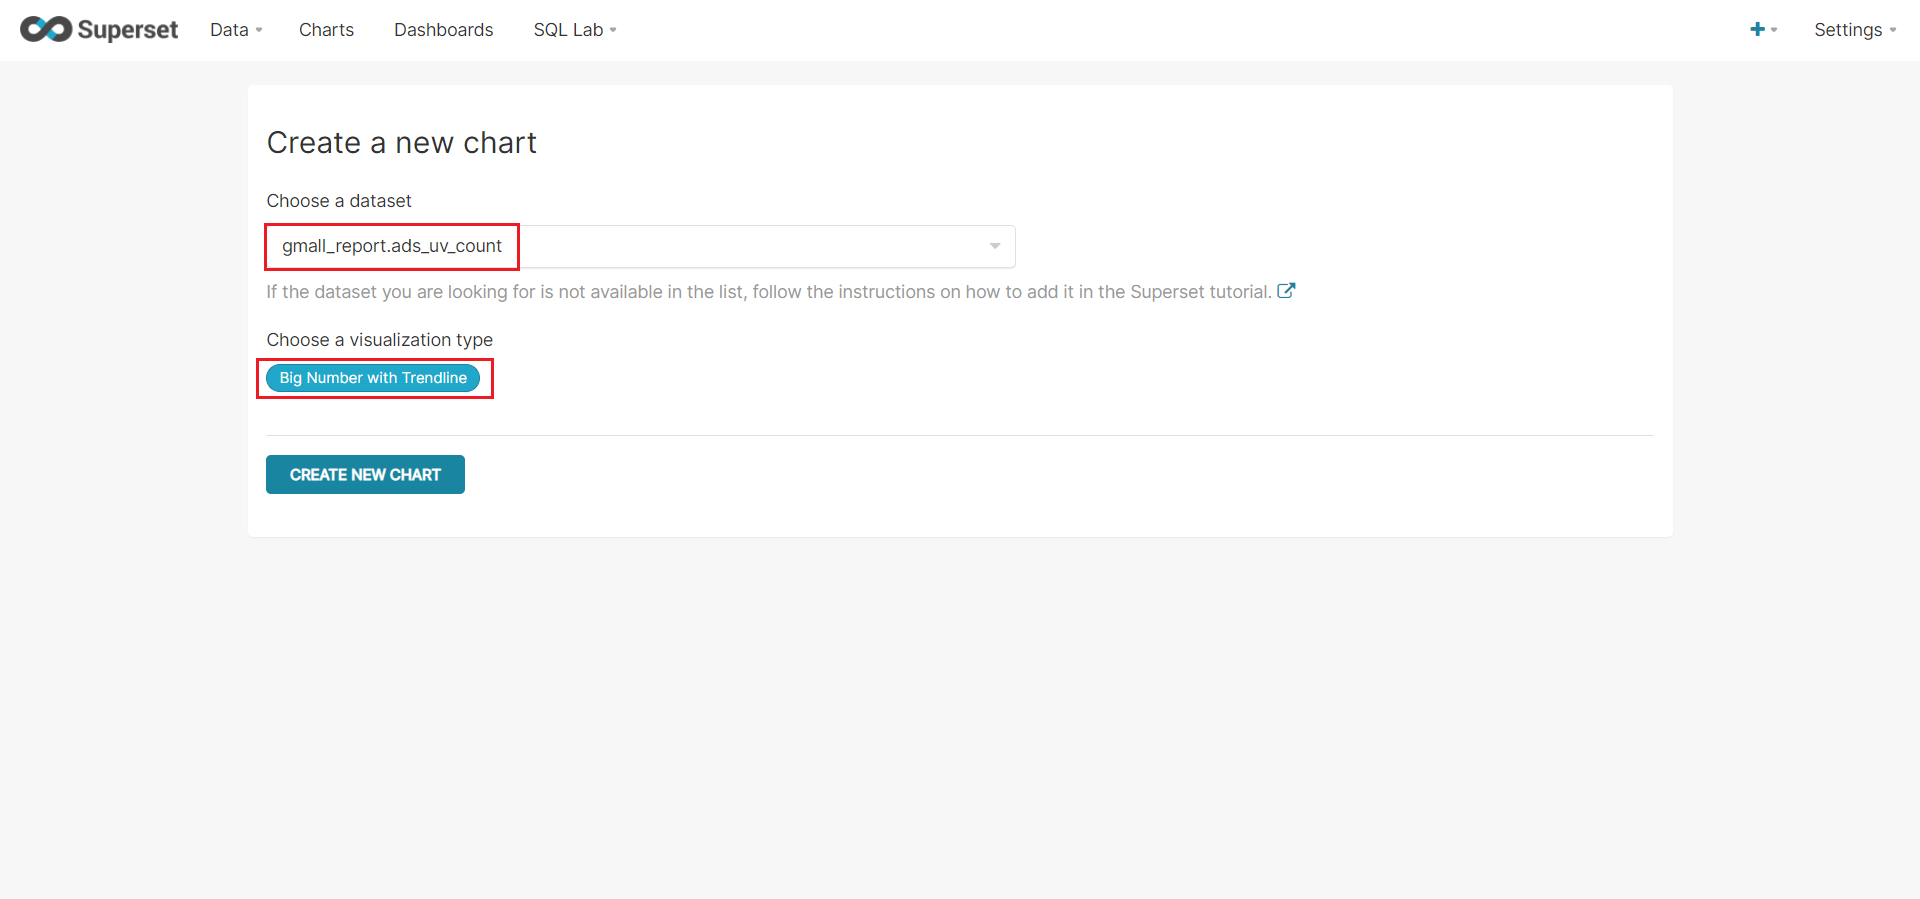 Superset Data Charts Dashboards SQL Lab + Settings
Create a new chart
Choose a dataset
gmall_report.ads_uv_count
If the dataset you are looking for is not available in the list, follow the instructions on how to add it in the Superset tutorial.
Choose a visualization type
Big Number with Trendline
CREATE NEW CHART